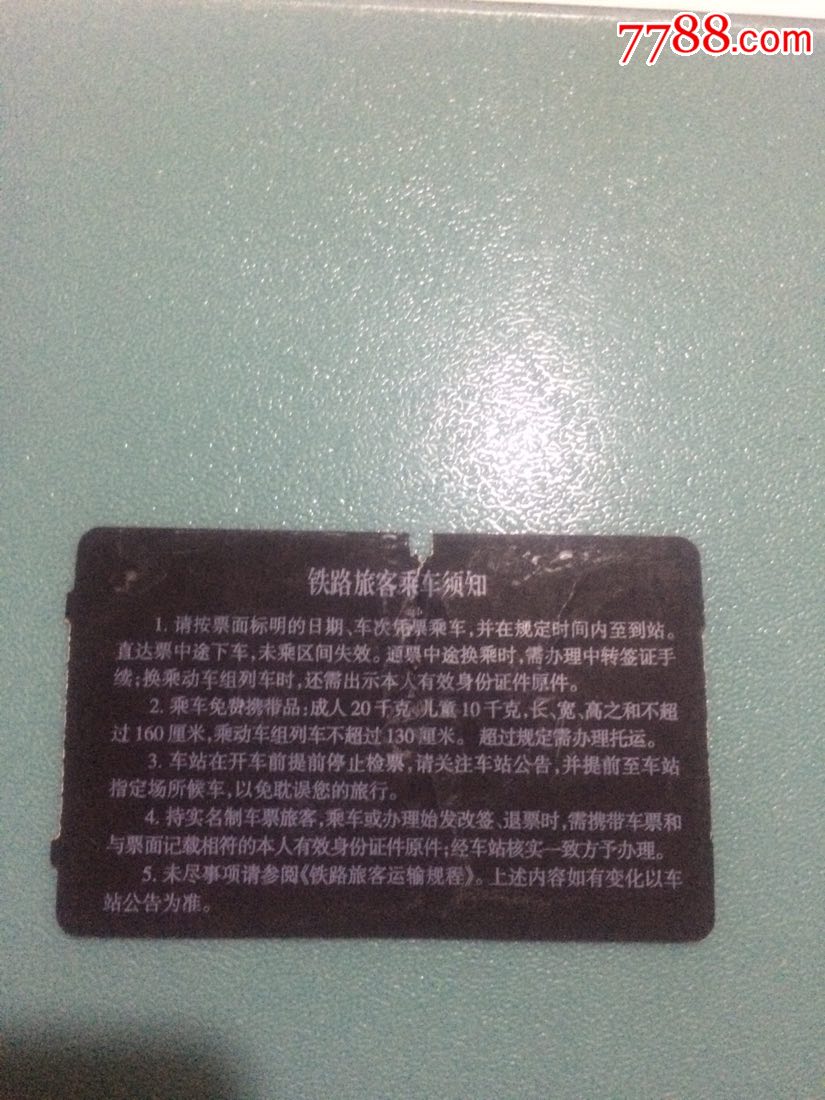 7788.com
铁路旅客乘车须知
1. 请按票面标明的日期、车次凭票乘车，并在规定时间内至到站。
直达票中途下车，未乘区间失效。通票中途换乘时，需办理中转签证手
续；换乘动车组列车时，还需出示本人有效身份证件原件。
2. 乘车免费携带品：成人20千克、儿童10千克，长、宽、高之和不超
过160厘米，乘动车组列车不超过130厘米。 超过规定需办理托运。
3. 车站在开车前提前停止检票，请关注车站公告，并提前至车站
指定场所候车，以免耽误您的旅行。
4. 持实名制车票旅客，乘车或办理始发改签、退票时，需携带车票和
与票面记载相符的本人有效身份证件原件；经车站核实一致方予办理。
5. 未尽事项请参阅《铁路旅客运输规程》。上述内容如有变化以车
站公告为准。